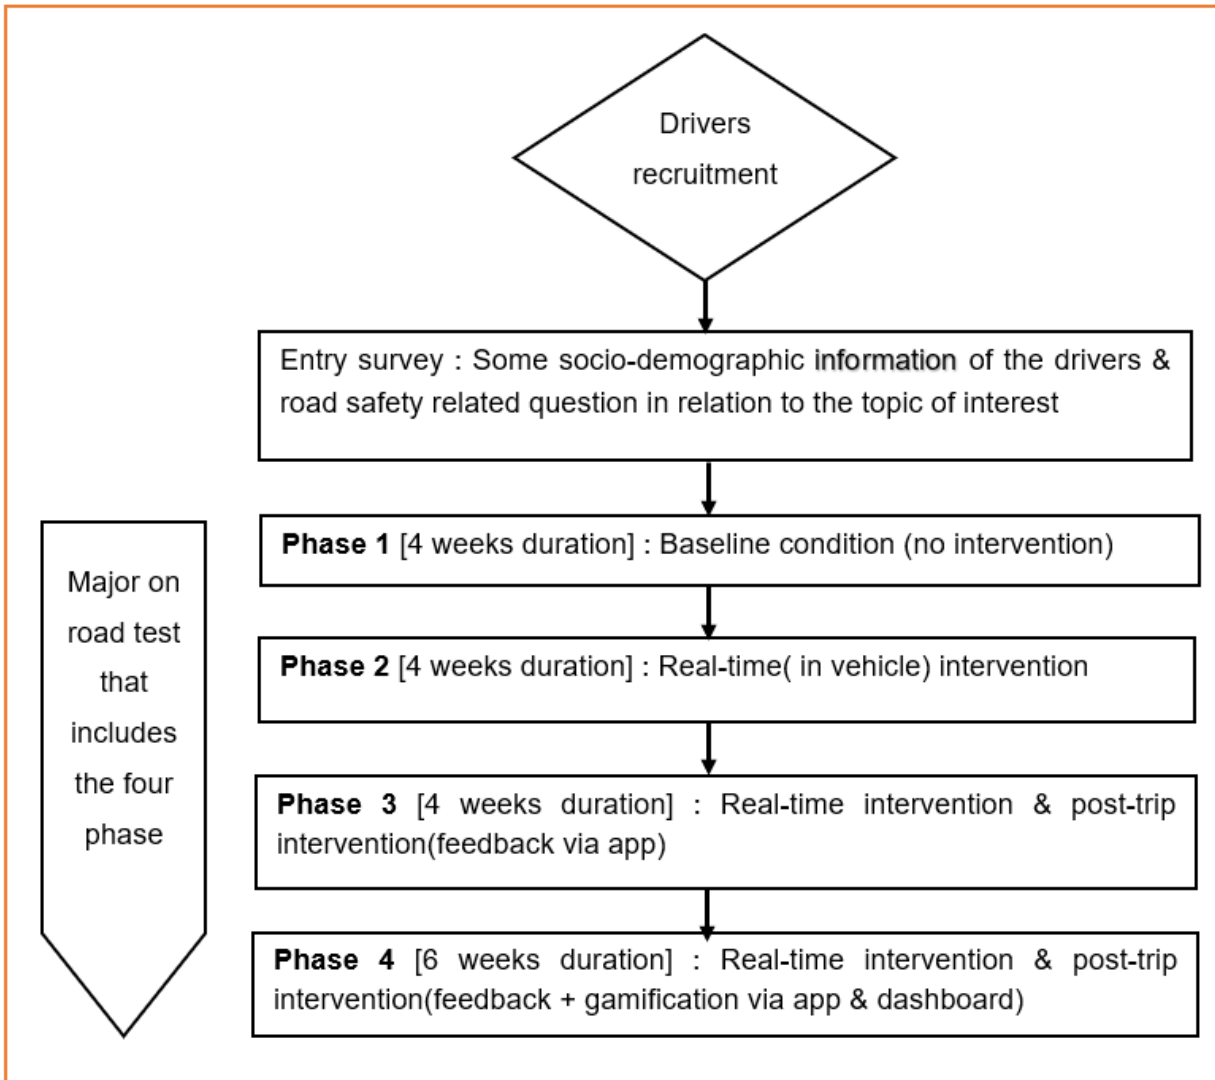 Drivers
recruitment
Entry survey : Some socio-demographic information of the drivers &
road safety related question in relation to the topic of interest
Phase 1 [4 weeks duration] : Baseline condition (no intervention)
Phase 2 [4 weeks duration] : Real-time( in vehicle) intervention
Phase 3 [4 weeks duration] : Real-time intervention & post-trip
intervention(feedback via app)
Phase 4 [6 weeks duration] : Real-time intervention & post-trip
intervention(feedback + gamification via app & dashboard)
Major on
road test
that
includes
the four
phase